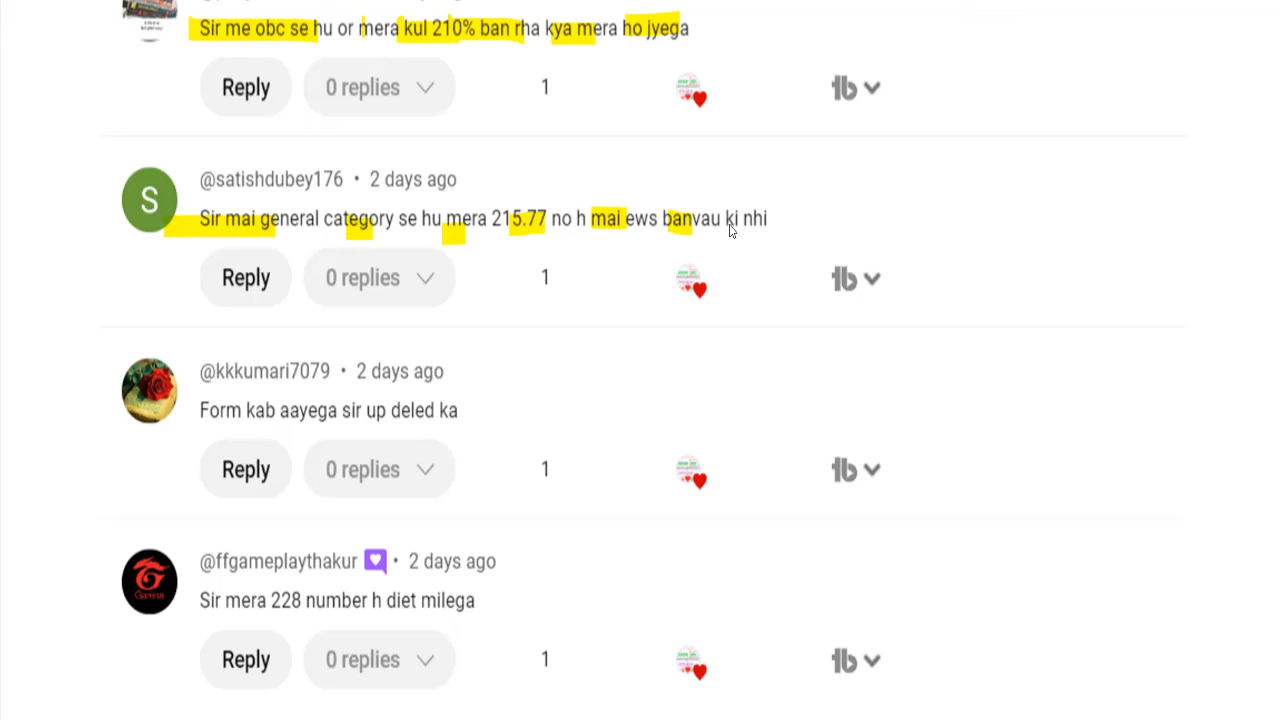 Sir me obc se hu or mera kul 210% ban rha kya mera ho jyega
Reply 0 replies 1
@satishdubey176 • 2 days ago
S
Sir mai general category se hu mera 215.77 no h mai ews banvau ki nhi
Reply 0 replies 1
@kkkumari7079 • 2 days ago
Form kab aayega sir up deled ka
Reply 0 replies 1
@ffgameplaythakur • 2 days ago
Sir mera 228 number h diet milega
Reply 0 replies 1